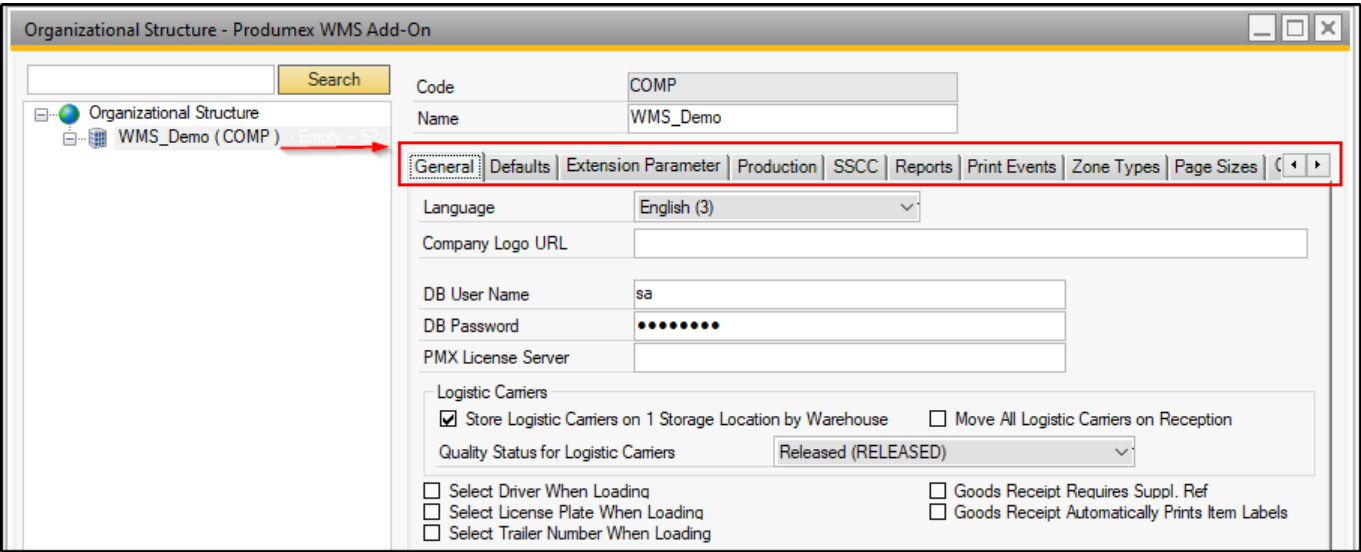 Organizational Structure - Produmex WMS Add-On
Search
Organizational Structure
WMS_Demo ( COMP ) - Empty = 52/
Code COMP
Name WMS_Demo
General Defaults Extension Parameter Production SSCC Reports Print Events Zone Types Page Sizes
Language English (3)
Company Logo URL
DB User Name sa
DB Password ●●●●●●●●
PMX License Server
Logistic Carriers
Store Logistic Carriers on 1 Storage Location by Warehouse Move All Logistic Carriers on Reception
Quality Status for Logistic Carriers Released (RELEASED)
Select Driver When Loading Goods Receipt Requires Suppl. Ref
Select License Plate When Loading Goods Receipt Automatically Prints Item Labels
Select Trailer Number When Loading